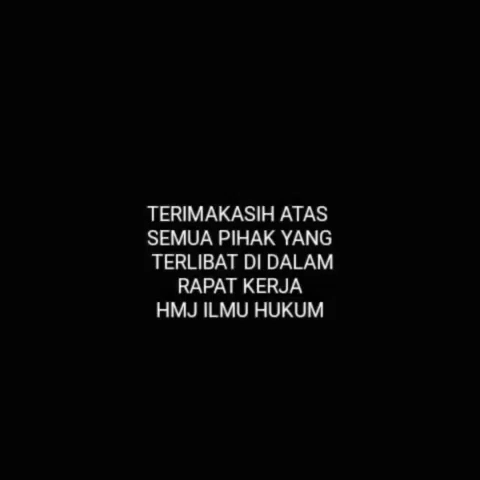 TERIMAKASIH ATAS
SEMUA PIHAK YANG
TERLIBAT DI DALAM
RAPAT KERJA
HMJ ILMU HUKUM